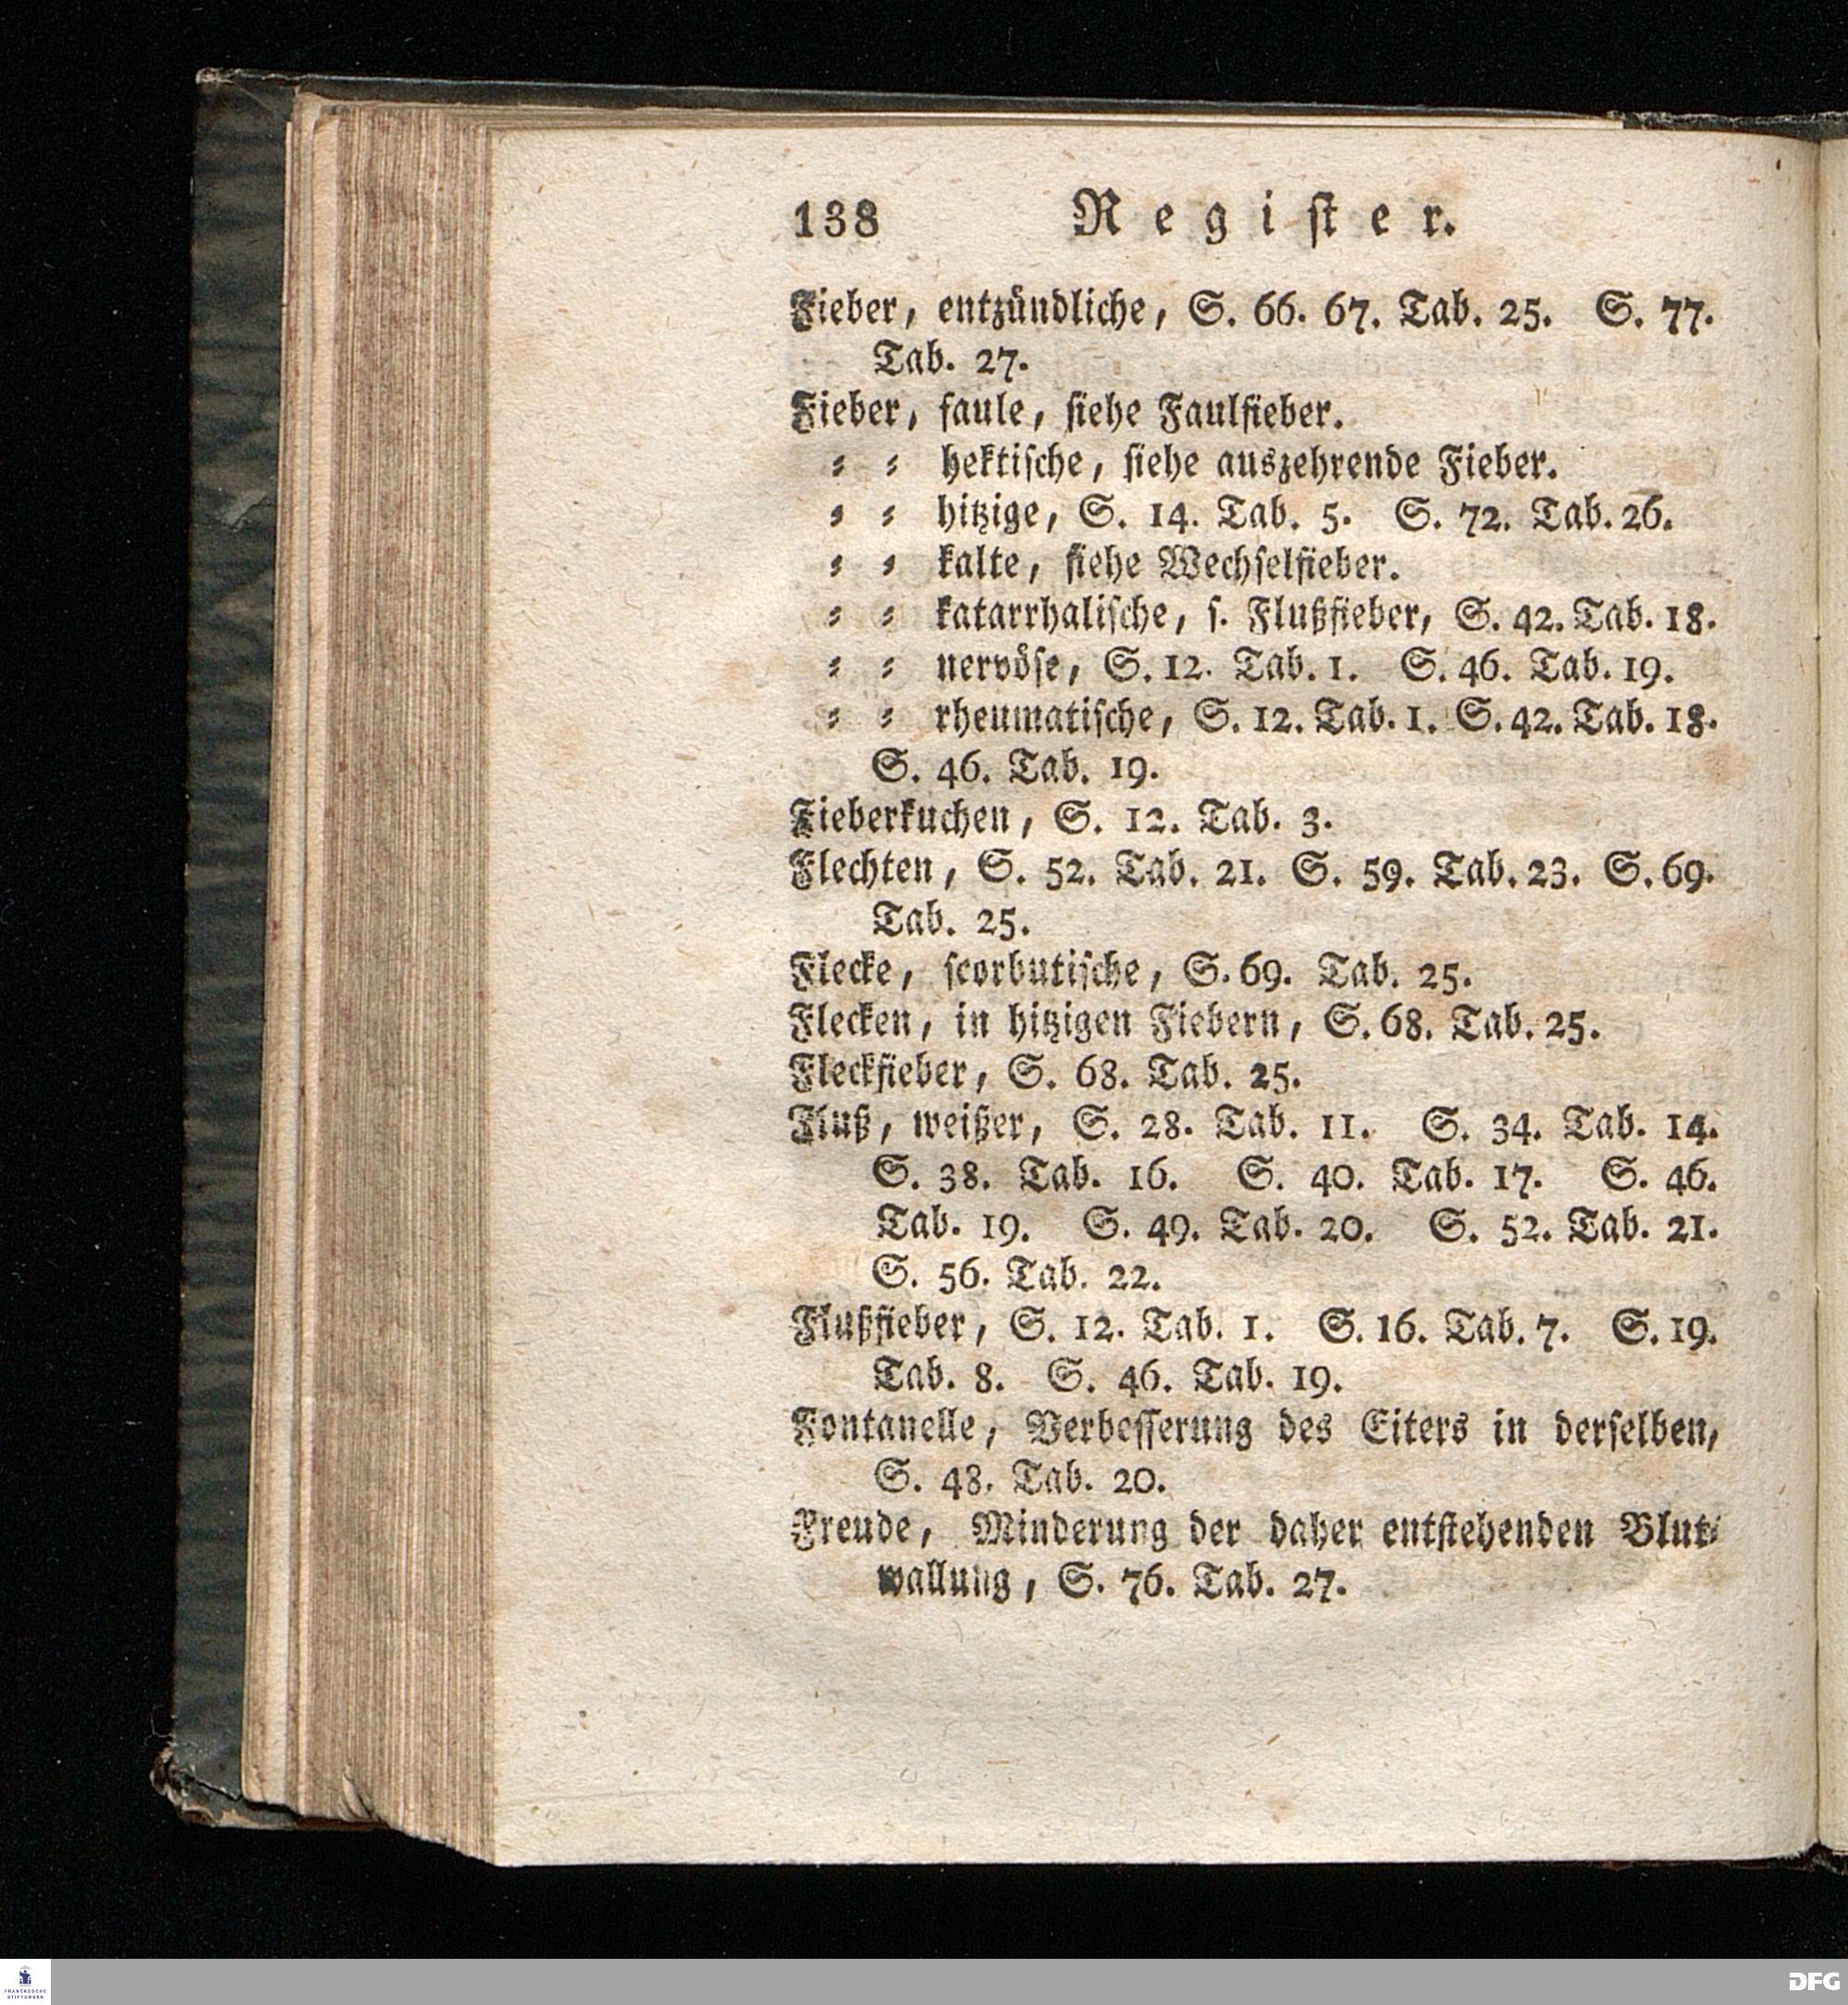 138 Regiſter.
Fieber, entzündliche, S. 66. 67. Tab. 25. S. 77.
Tab. 27.
Fieber, faule, ſiehe Faulfieber.
⸗ ⸗ hektiſche, ſiehe auszehrende Fieber.
⸗ ⸗ hitzige, S. 14. Tab. 5. S. 72. Tab. 26.
⸗ ⸗ kalte, ſiehe Wechſelfieber.
⸗ ⸗ katarrhaliſche, ſ. Flußfieber, S. 42. Tab. 18.
⸗ ⸗ nervöſe, S. 12. Tab. 1. S. 46. Tab. 19.
⸗ ⸗ rheumatiſche, S. 12. Tab. 1. S. 42. Tab. 18.
S. 46. Tab. 19.
Fieberkuchen, S. 12. Tab. 3.
Flechten, S. 52. Tab. 21. S. 59. Tab. 23. S. 69.
Tab. 25.
Flecke, ſcorbutiſche, S. 69. Tab. 25.
Flecken, in hitzigen Fiebern, S. 68. Tab. 25.
Fleckfieber, S. 68. Tab. 25.
Fluß, weißer, S. 28. Tab. 11. S. 34. Tab. 14.
S. 38. Tab. 16. S. 40. Tab. 17. S. 46.
Tab. 19. S. 49. Tab. 20. S. 52. Tab. 21.
S. 56. Tab. 22.
Flußfieber, S. 12. Tab. 1. S. 16. Tab. 7. S. 19.
Tab. 8. S. 46. Tab. 19.
Fontanelle, Verbeſſerung des Eiters in derſelben,
S. 48. Tab. 20.
Freude, Minderung der daher entſtehenden Blut⸗
wallung, S. 76. Tab. 27.
FRANCKESCHE
STIFTUNGEN
DFG